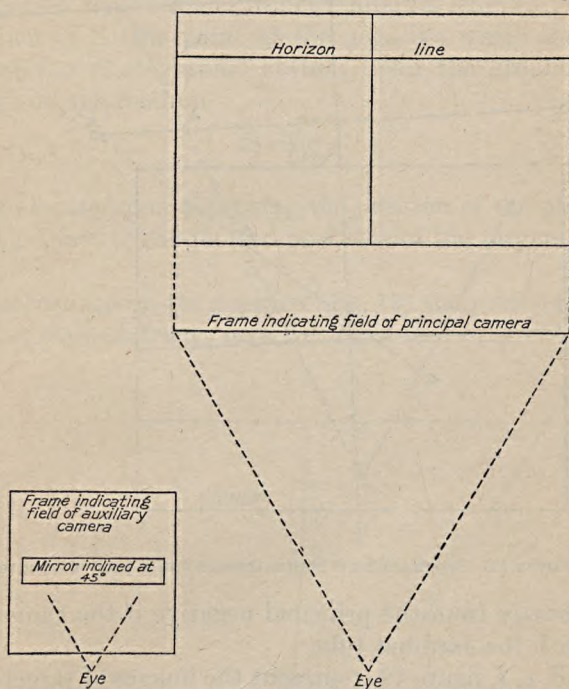 Horizon line
Frame indicating field of principal camera
Frame indicating
field of auxiliary
camera
Mirror inclined at
45°
Eye
Eye